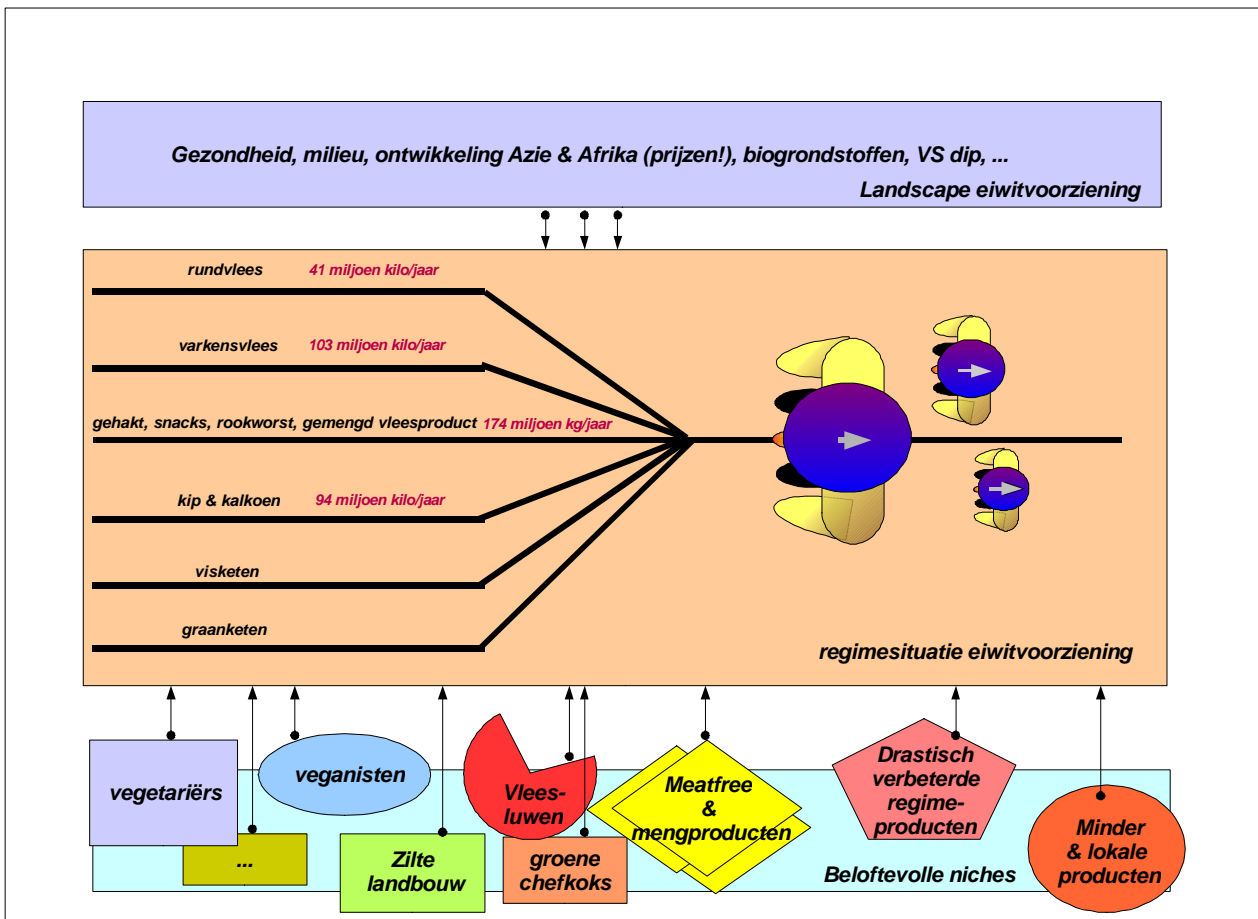 Gezondheid, milieu, ontwikkeling Azie & Afrika (prijzen!), biogrondstoffen, VS dip, ...
Landscape eiwitvoorziening
rundvlees 41 miljoen kilo/jaar
varkensvlees 103 miljoen kilo/jaar
gehakt, snacks, rookworst, gemengd vleesproduct 174 miljoen kg/jaar
kip & kalkoen 94 miljoen kilo/jaar
visketen
graanketen
regimesituatie eiwitvoorziening
vegetariërs
...
veganisten
Zilte
landbouw
Vlees-
luwen
groene
chefkoks
Meatfree
&
mengproducten
Drastisch
verbeterde
regime-
producten
Minder
& lokale
producten
Beloftevolle niches